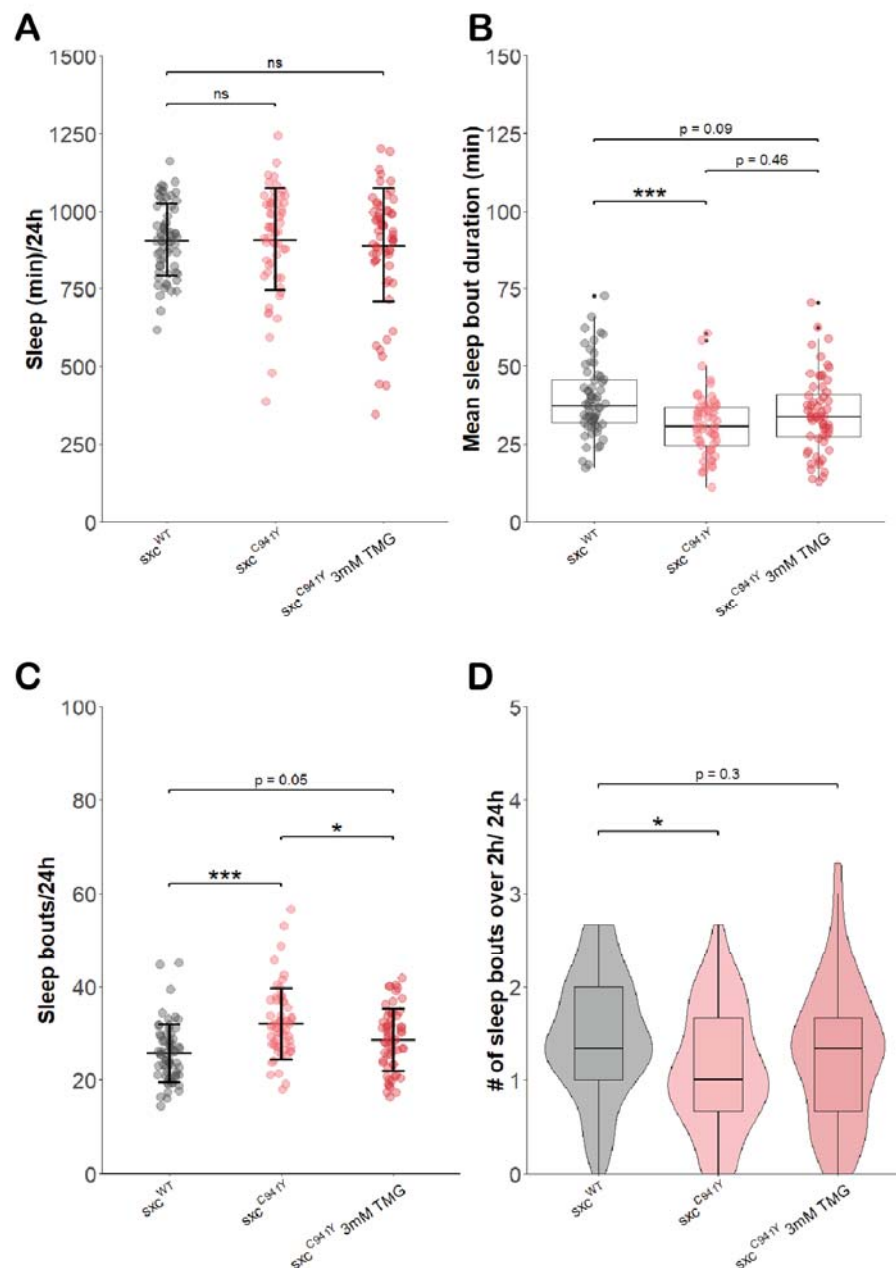 A
Sleep (min)/24h
1500
1250
1000
750
500
250
0
ns
ns
sxc^WT
sxc^C941Y
sxc^C941Y 3mM TMG
B
Mean sleep bout duration (min)
150
125
100
75
50
25
0
p = 0.09
p = 0.46
***
sxc^WT
sxc^C941Y
sxc^C941Y 3mM TMG
C
Sleep bouts/24h
100
80
60
40
20
0
p = 0.05
*
***
sxc^WT
sxc^C941Y
sxc^C941Y 3mM TMG
D
# of sleep bouts over 2h/ 24h
5
4
3
2
1
0
p = 0.3
*
sxc^WT
sxc^C941Y
sxc^C941Y 3mM TMG